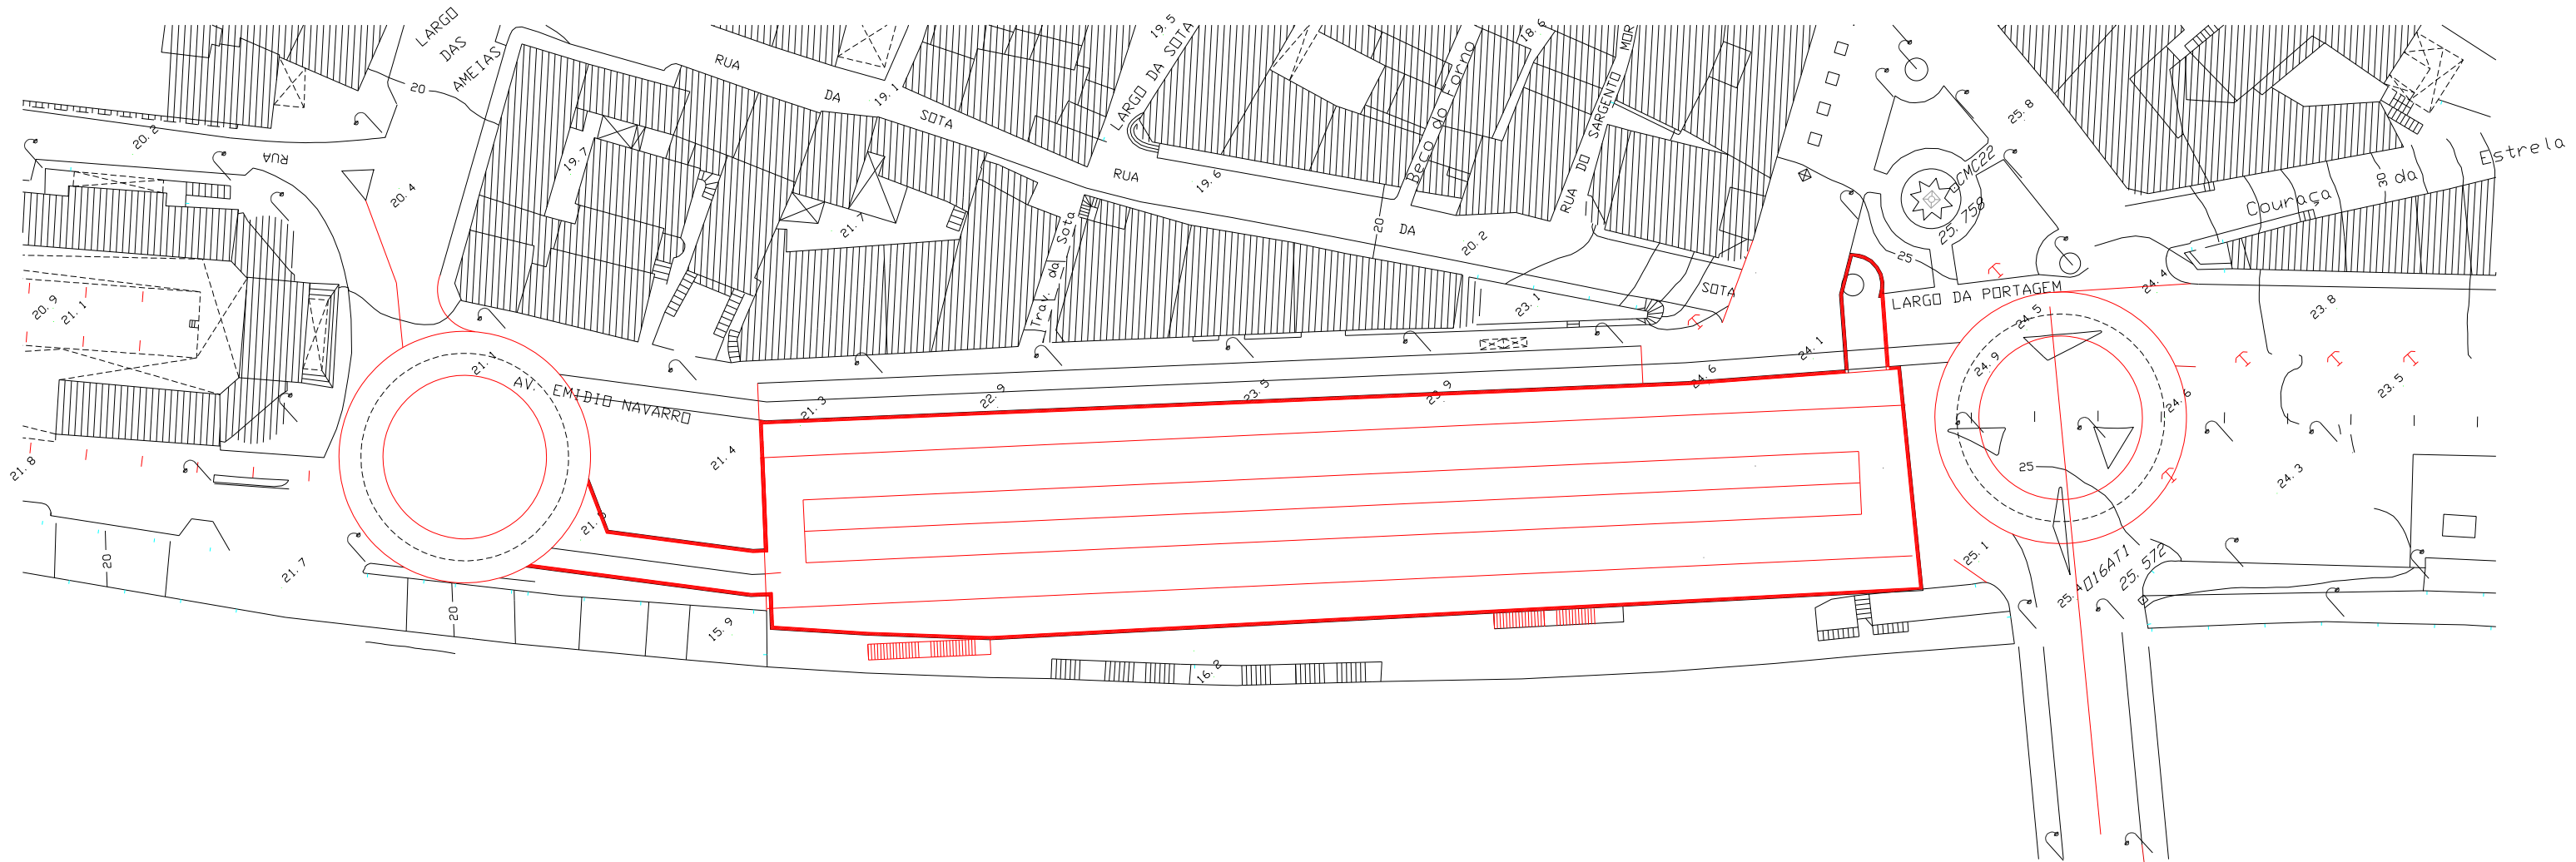 LARGO
DAS
AMEIAS
20
20.2
RUA
20.4
RUA
DA
19.1
SOTA
19.5
LARGO DA SOTA
18.6
Beco do Forno
RUA DO SARGENTO MOR
19.7
21.7
RUA
19.6
20
DA
20.2
SOTA
Trav. da Sota
23.1
25.8
CMC22
25.758
25
LARGO DA PORTAGEM
Estrela
da
Couraça
30
24.4
23.8
24.5
24.9
24.6
23.5
24.3
25
20.9
21.1
21.8
21.1
AV. EMIDIO NAVARRO
21.3
22.9
23.5
23.9
24.6
24.1
21.4
21.7
20
20
15.9
16.2
25.1
A016AT1
25.572